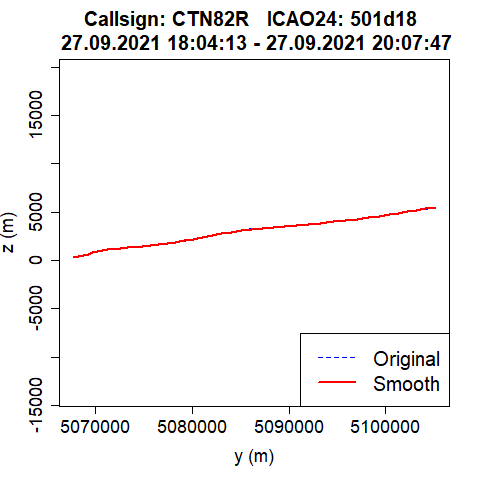 Callsign: CTN82R   ICAO24: 501d18
27.09.2021 18:04:13 - 27.09.2021 20:07:47
z (m)
15000
5000
0
-5000
-15000
Original
Smooth
5070000 5080000 5090000 5100000
y (m)